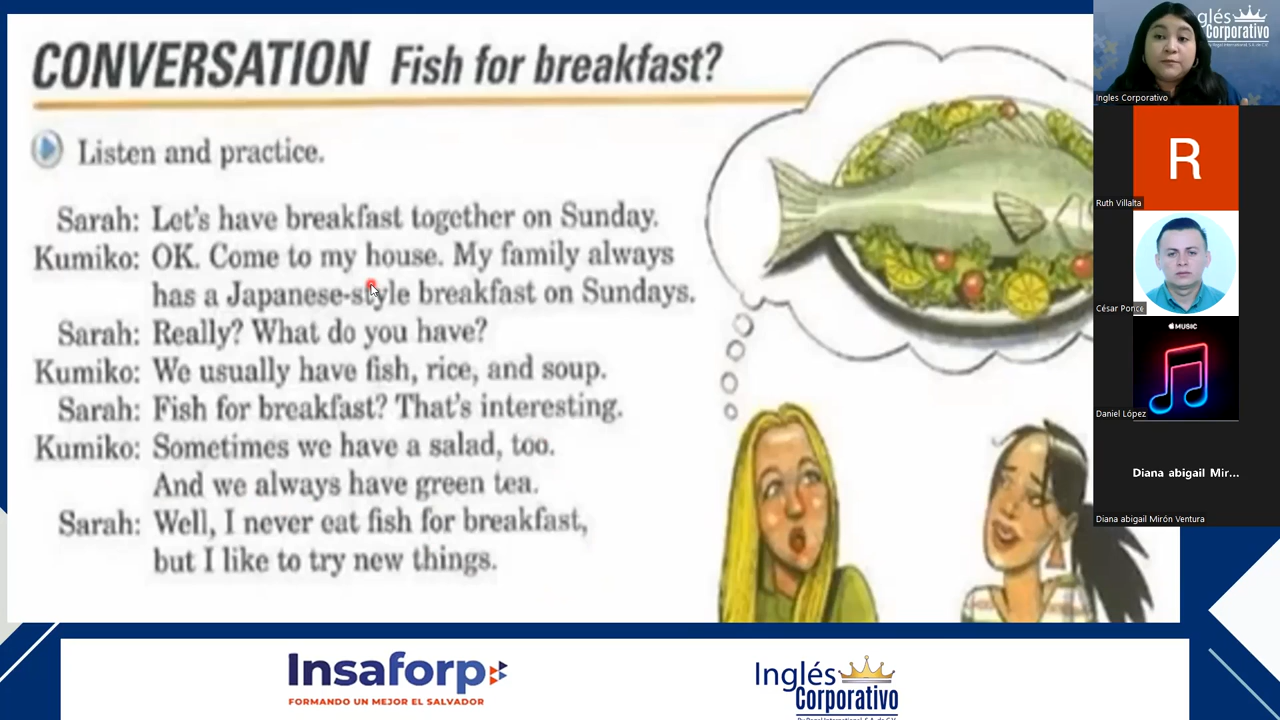 CONVERSATION Fish for breakfast?
Listen and practice.
Sarah: Let's have breakfast together on Sunday.
Kumiko: OK. Come to my house. My family always
has a Japanese-style breakfast on Sundays.
Sarah: Really? What do you have?
Kumiko: We usually have fish, rice, and soup.
Sarah: Fish for breakfast? That's interesting.
Kumiko: Sometimes we have a salad, too.
And we always have green tea.
Sarah: Well, I never eat fish for breakfast,
but I like to try new things.
Insaforp
FORMANDO UN MEJOR EL SALVADOR
Inglés
Corporativo
glés
Corporativo
Ingles Corporativo
R
Ruth Villalta
César Ponce
MUSIC
Daniel López
Diana abigail Mir...
Diana abigail Mirón Ventura